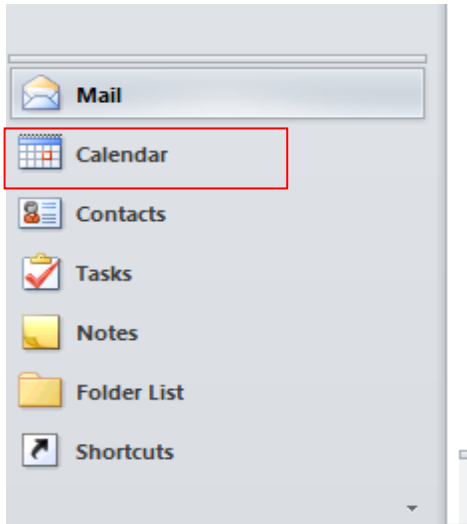 Mail
Calendar
Contacts
Tasks
Notes
Folder List
Shortcuts